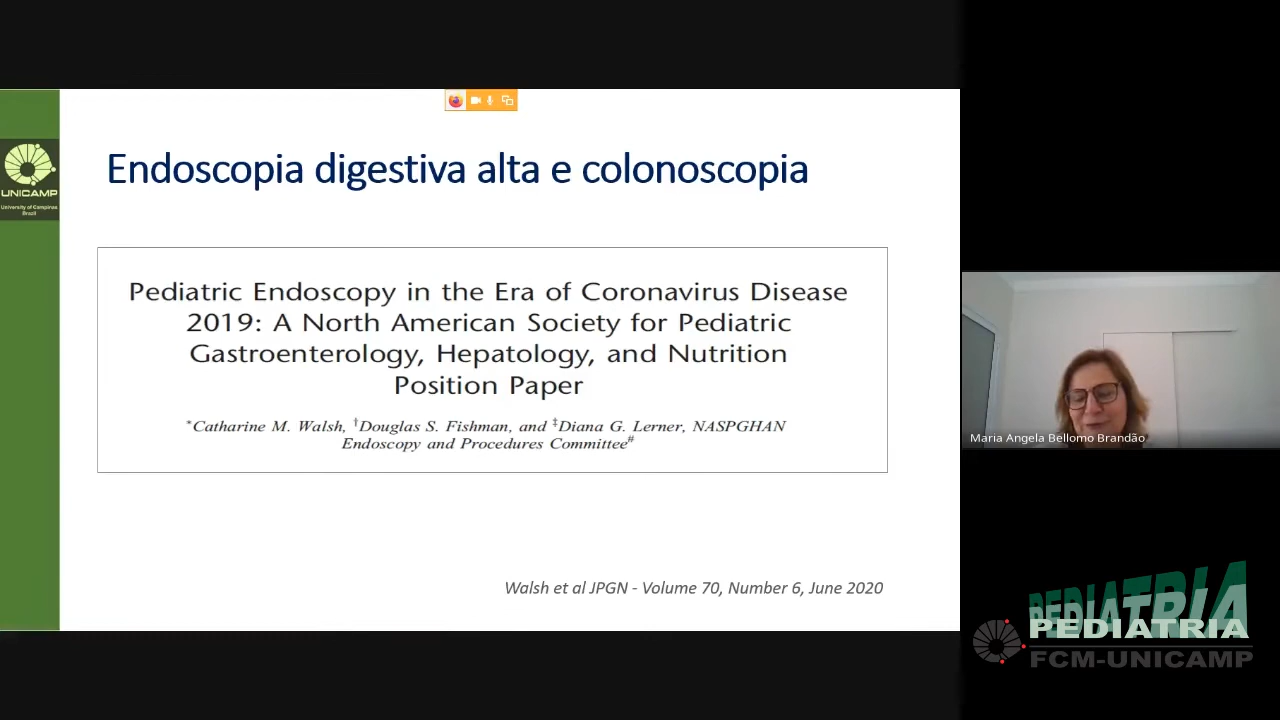 Endoscopia digestiva alta e colonoscopia
UNICAMP
University of Campinas
Brazil
Pediatric Endoscopy in the Era of Coronavirus Disease
2019: A North American Society for Pediatric
Gastroenterology, Hepatology, and Nutrition
Position Paper
*Catharine M. Walsh, †Douglas S. Fishman, and ‡Diana G. Lerner, NASPGHAN
Endoscopy and Procedures Committee#
Walsh et al JPGN - Volume 70, Number 6, June 2020
Maria Angela Bellomo Brandão
PEDIATRIA
PEDIATRIA
FCM-UNICAMP